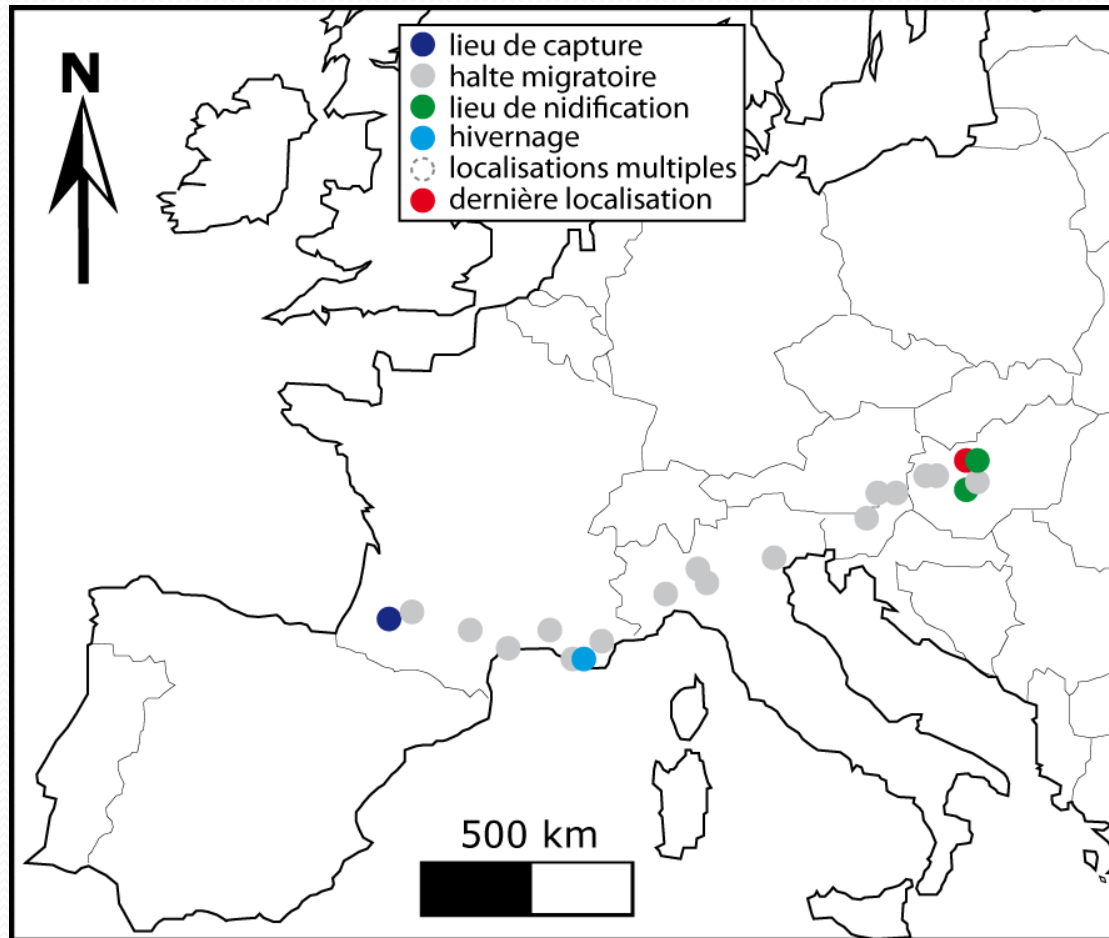 N
lieu de capture
halte migratoire
lieu de nidification
hivernage
localisations multiples
dernière localisation
500 km